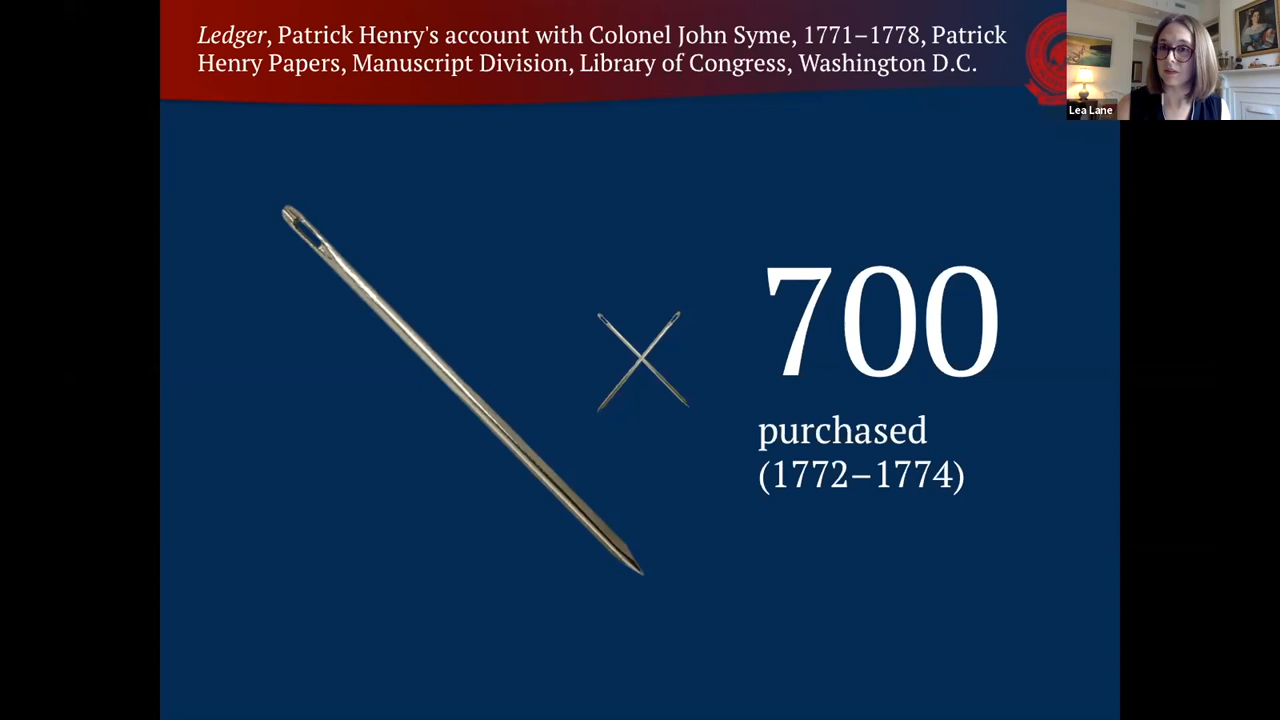 Ledger, Patrick Henry's account with Colonel John Syme, 1771–1778, Patrick
Henry Papers, Manuscript Division, Library of Congress, Washington D.C.
Lea Lane
700
purchased
(1772–1774)